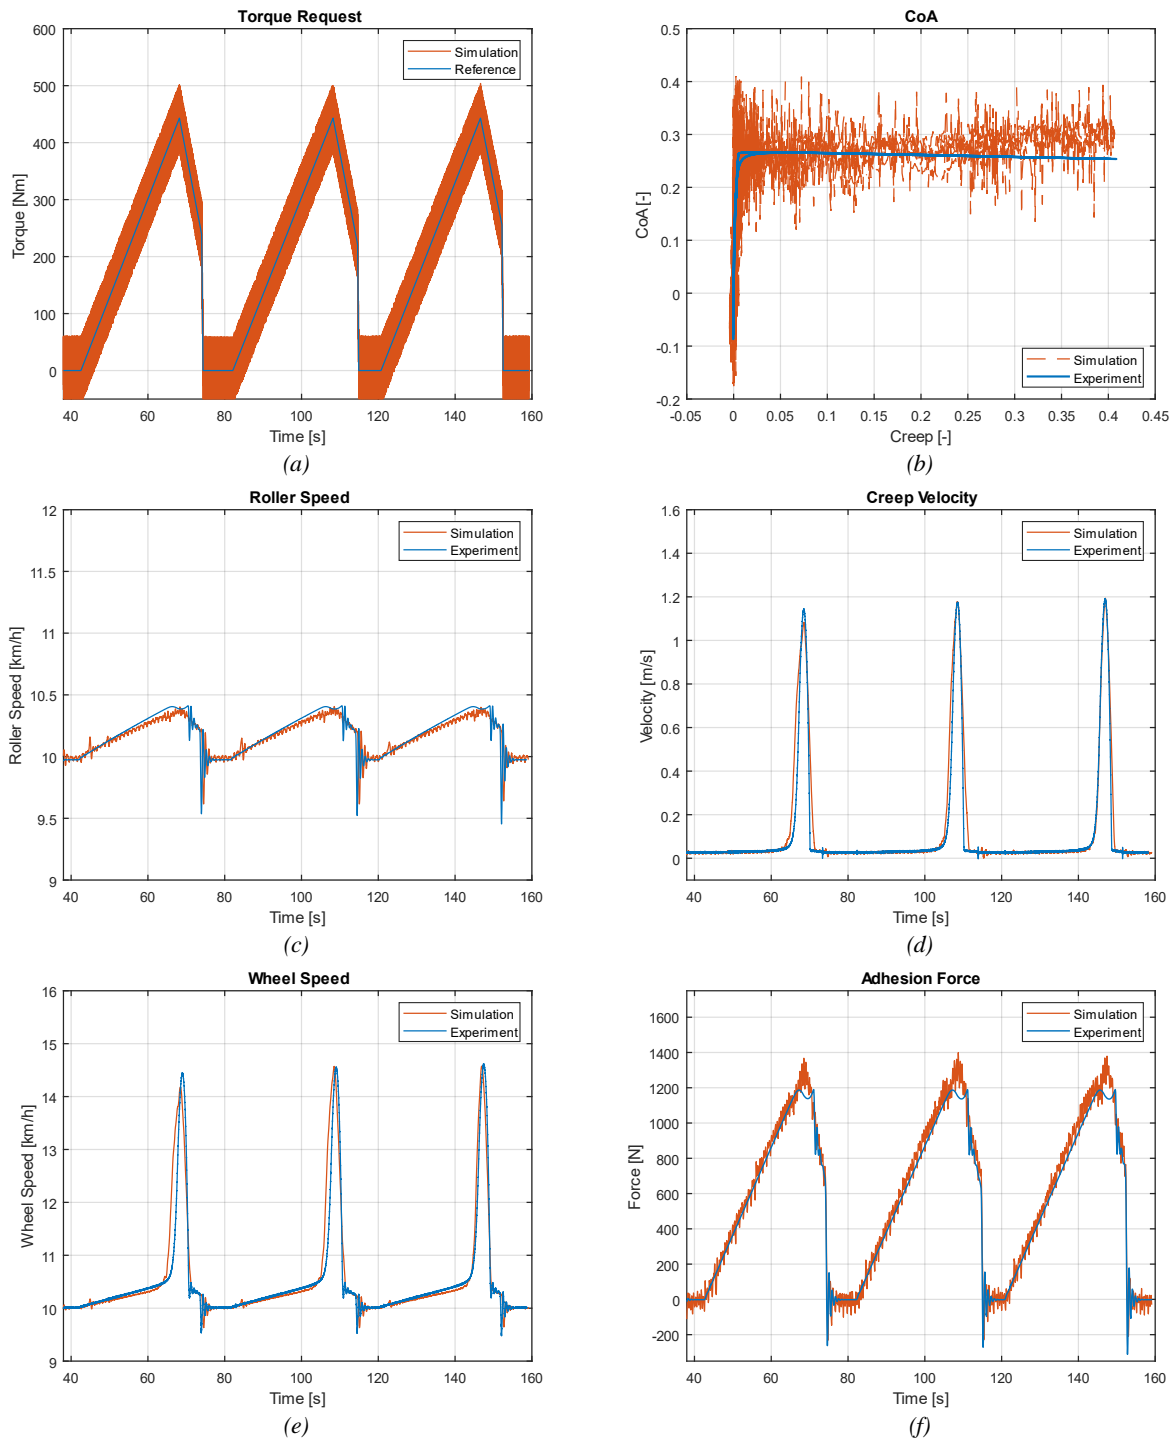 Torque Request
600
500
400
300
200
100
0
Torque [Nm]
Simulation
Reference
40 60 80 100 120 140 160
Time [s]
(a)
CoA
0.5
0.4
0.3
0.2
0.1
0
-0.1
-0.2
CoA [-]
Simulation
Experiment
-0.05 0 0.05 0.1 0.15 0.2 0.25 0.3 0.35 0.4 0.45
Creep [-]
(b)
Roller Speed
12
11.5
11
10.5
10
9.5
9
Roller Speed [km/h]
Simulation
Experiment
40 60 80 100 120 140 160
Time [s]
(c)
Creep Velocity
1.6
1.4
1.2
1
0.8
0.6
0.4
0.2
0
Velocity [m/s]
Simulation
Experiment
40 60 80 100 120 140 160
Time [s]
(d)
Wheel Speed
16
15
14
13
12
11
10
9
Wheel Speed [km/h]
Simulation
Experiment
40 60 80 100 120 140 160
Time [s]
(e)
Adhesion Force
1600
1400
1200
1000
800
600
400
200
0
-200
Force [N]
Simulation
Experiment
40 60 80 100 120 140 160
Time [s]
(f)